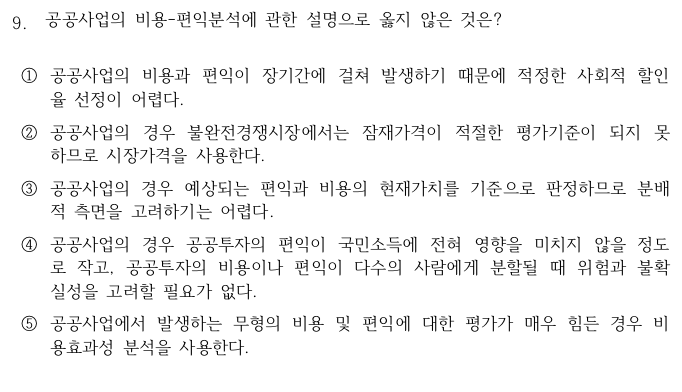 9. 공공사업의 비용-편익분석에 관한 설명으로 옳지 않은 것은?
① 공공사업의 비용과 편익이 장기간에 걸쳐 발생하기 때문에 적정한 사회적 할인
율 선정이 어렵다.
② 공공사업의 경우 불완전경쟁시장에서는 잠재가격이 적절한 평가기준이 되지 못
하므로 시장가격을 사용한다.
③ 공공사업의 경우 예상되는 편익과 비용의 현재가치를 기준으로 판정하므로 분배
적 측면을 고려하기는 어렵다.
④ 공공사업의 경우 공공투자의 편익이 국민소득에 전혀 영향을 미치지 않을 정도
로 작고, 공공투자의 비용이나 편익이 다수의 사람에게 분할될 때 위험과 불확
실성을 고려할 필요가 없다.
⑤ 공공사업에서 발생하는 무형의 비용 및 편익에 대한 평가가 매우 힘든 경우 비
용효과성 분석을 사용한다.